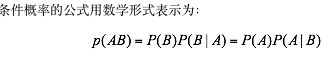 条件概率的公式用数学形式表示为：
p(AB) = P(B)P(B | A) = P(A)P(A | B)